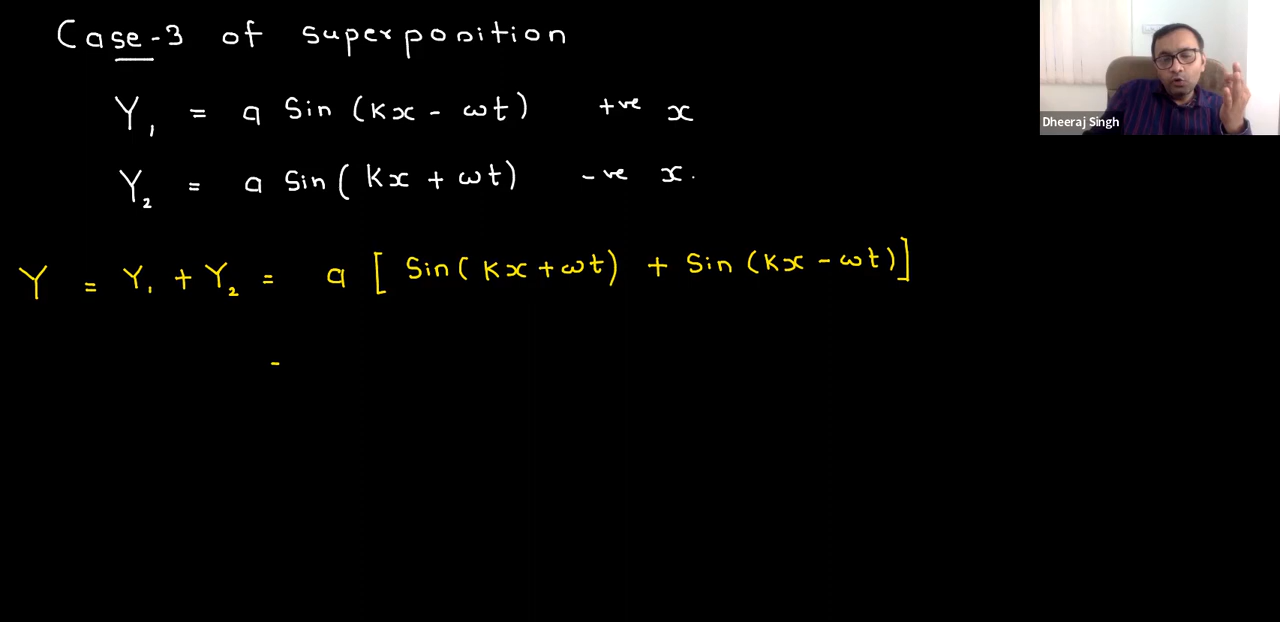 Case-3 of superposition
Y₁ = a Sin (Kx - ωt) +ve x
Y₂ = a Sin ( Kx + ωt) -ve x.
Y = Y₁ + Y₂ = a [ Sin( Kx + ωt) + Sin (Kx - ωt) ]
-
Dheeraj Singh